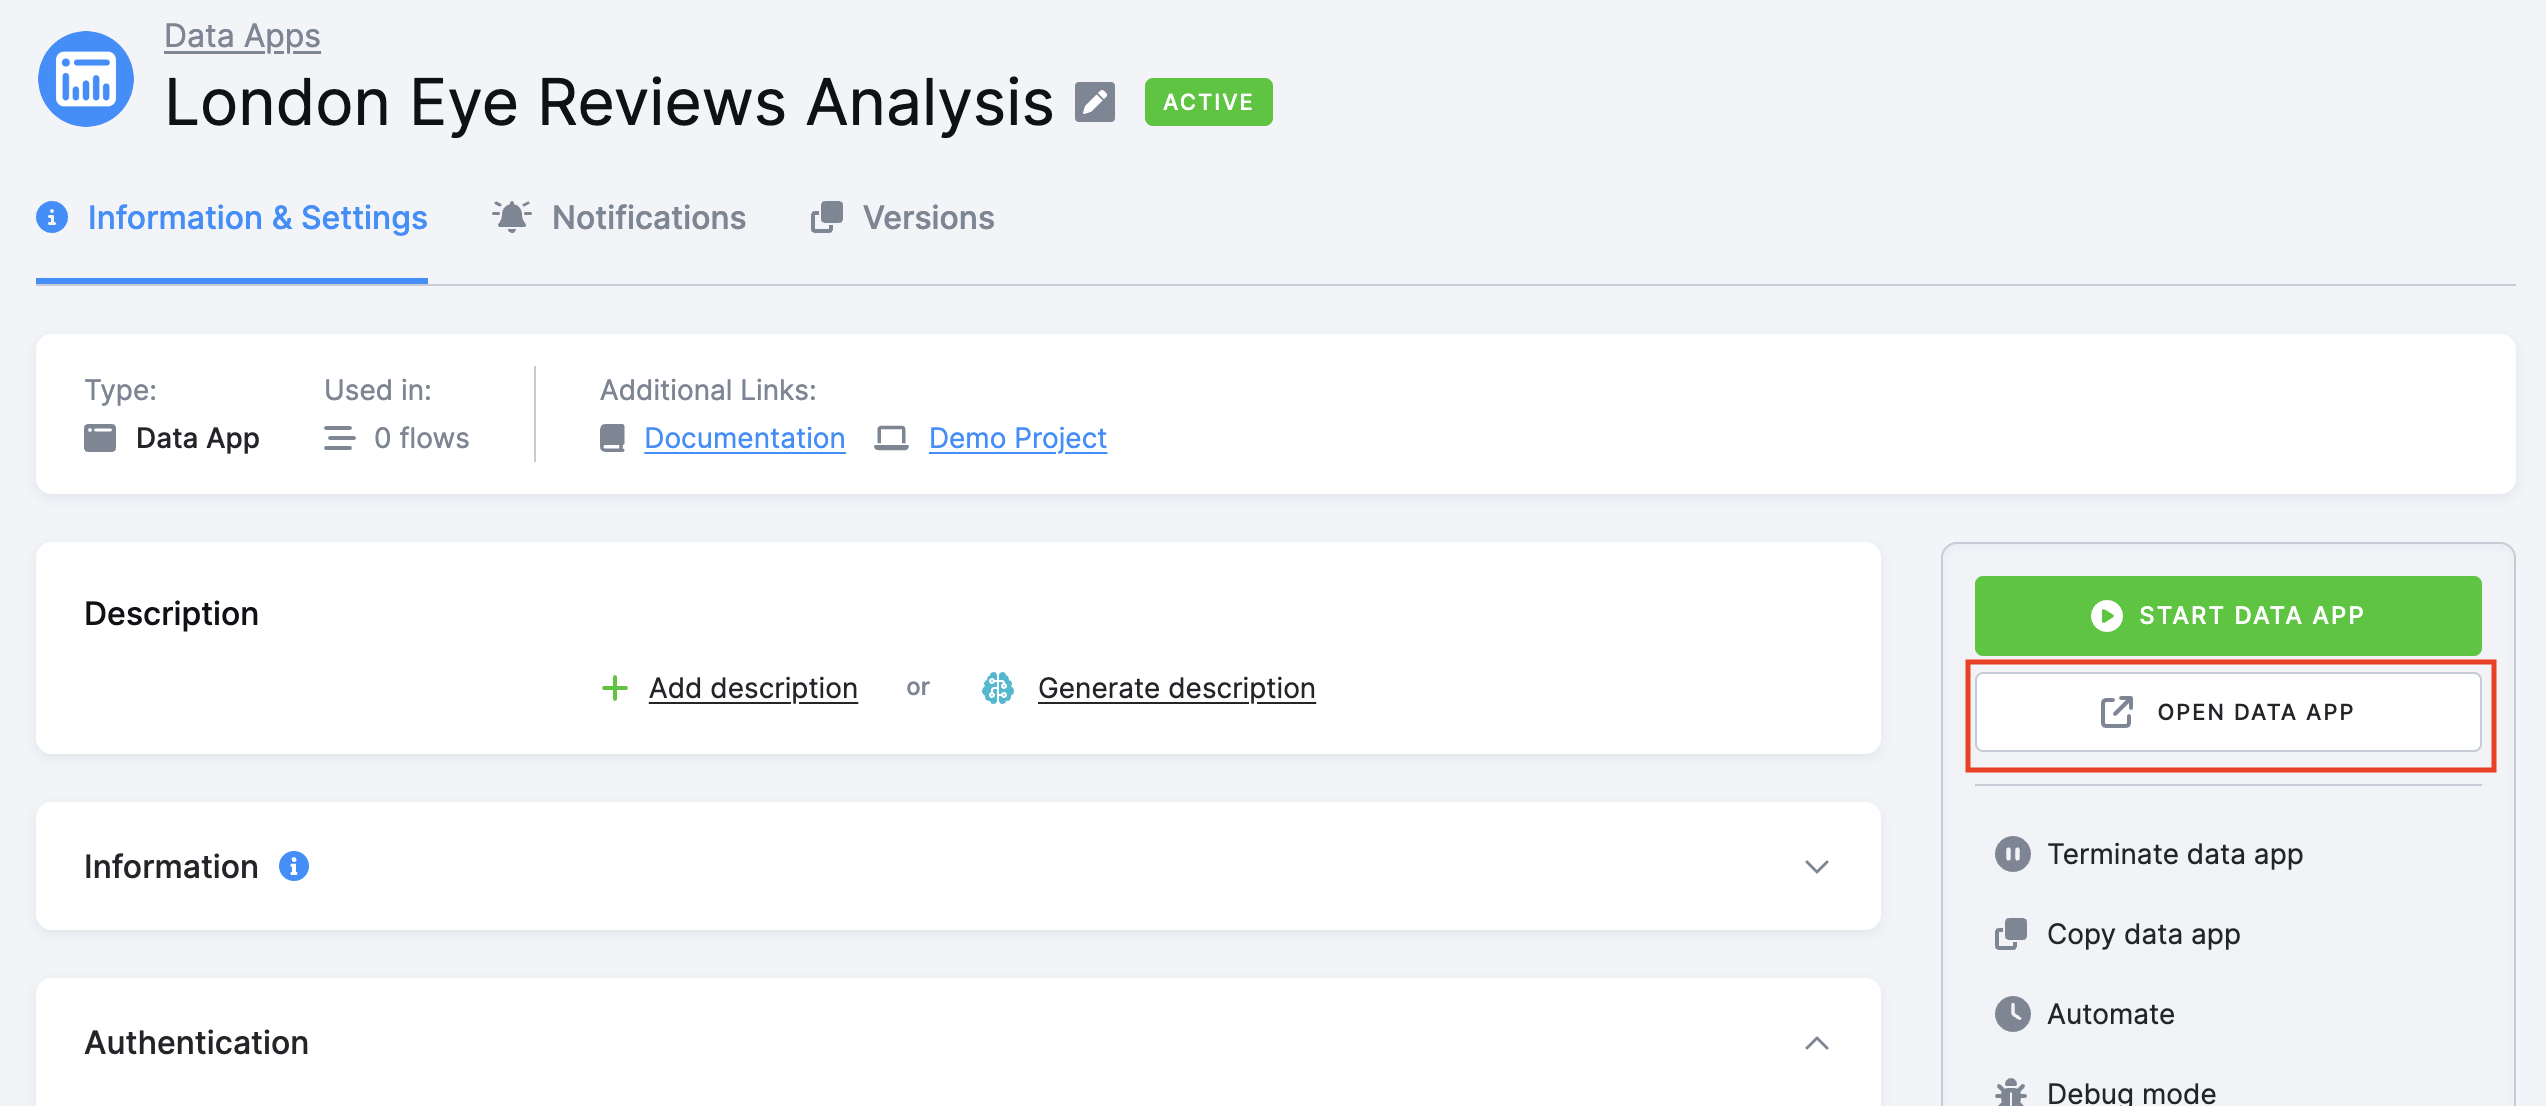 Data Apps
London Eye Reviews Analysis ACTIVE
Information & Settings Notifications Versions
Type: Used in: Additional Links:
Data App 0 flows Documentation Demo Project
Description
Add description or Generate description
Information
Authentication
START DATA APP
OPEN DATA APP
Terminate data app
Copy data app
Automate
Debug mode